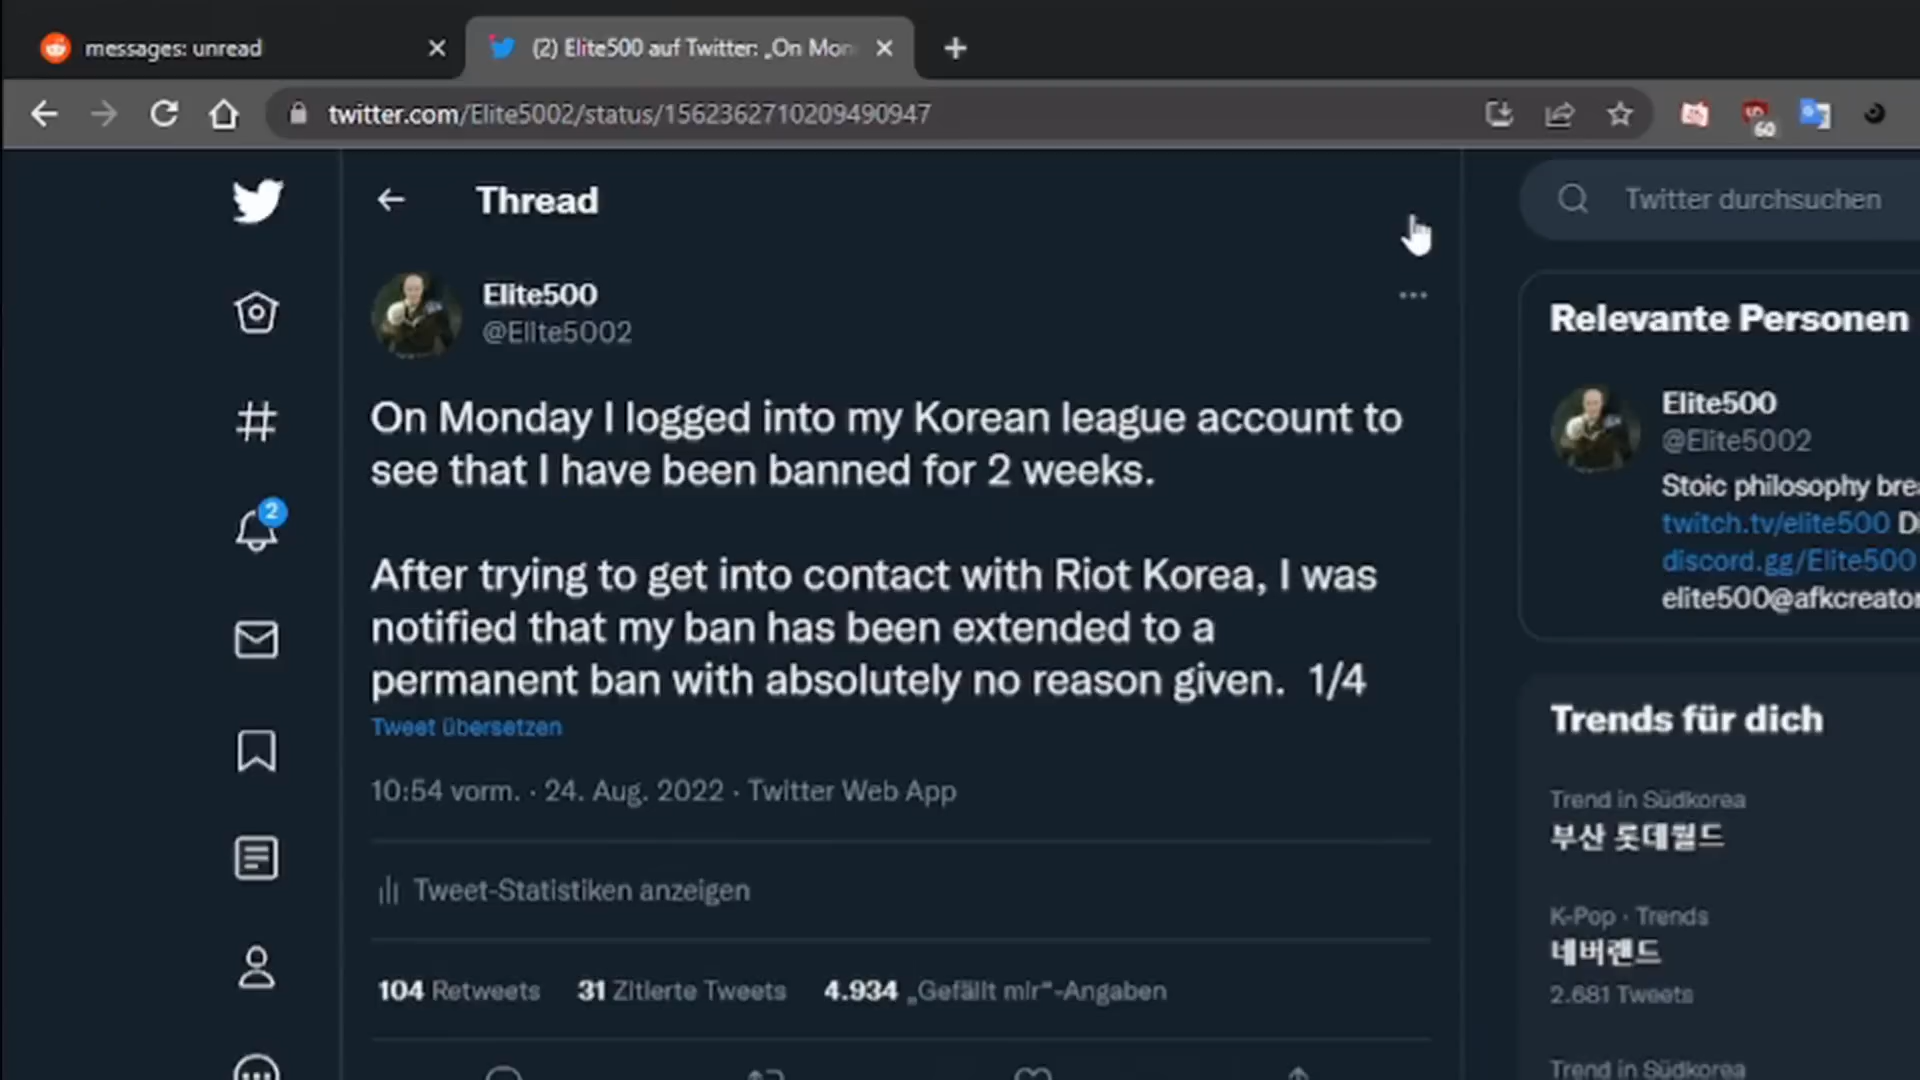 messages: unread
(2) Elite500 auf Twitter: „On Mon
twitter.com/Elite5002/status/1562362710209490947
60
Thread
Twitter durchsuchen
Elite500
@Elite5002
On Monday I logged into my Korean league account to
see that I have been banned for 2 weeks.
After trying to get into contact with Riot Korea, I was
notified that my ban has been extended to a
permanent ban with absolutely no reason given. 1/4
Tweet übersetzen
10:54 vorm. · 24. Aug. 2022 · Twitter Web App
Tweet-Statistiken anzeigen
104 Retweets 31 Zitierte Tweets 4.934 „Gefällt mir“-Angaben
2
Relevante Personen
Elite500
@Elite5002
Stoic philosophy brea
twitch.tv/elite500 Di
discord.gg/Elite500
elite500@afkcreator
Trends für dich
Trend in Südkorea
부산 롯데월드
K-Pop · Trends
네버랜드
2.681 Tweets
Trend in Südkorea